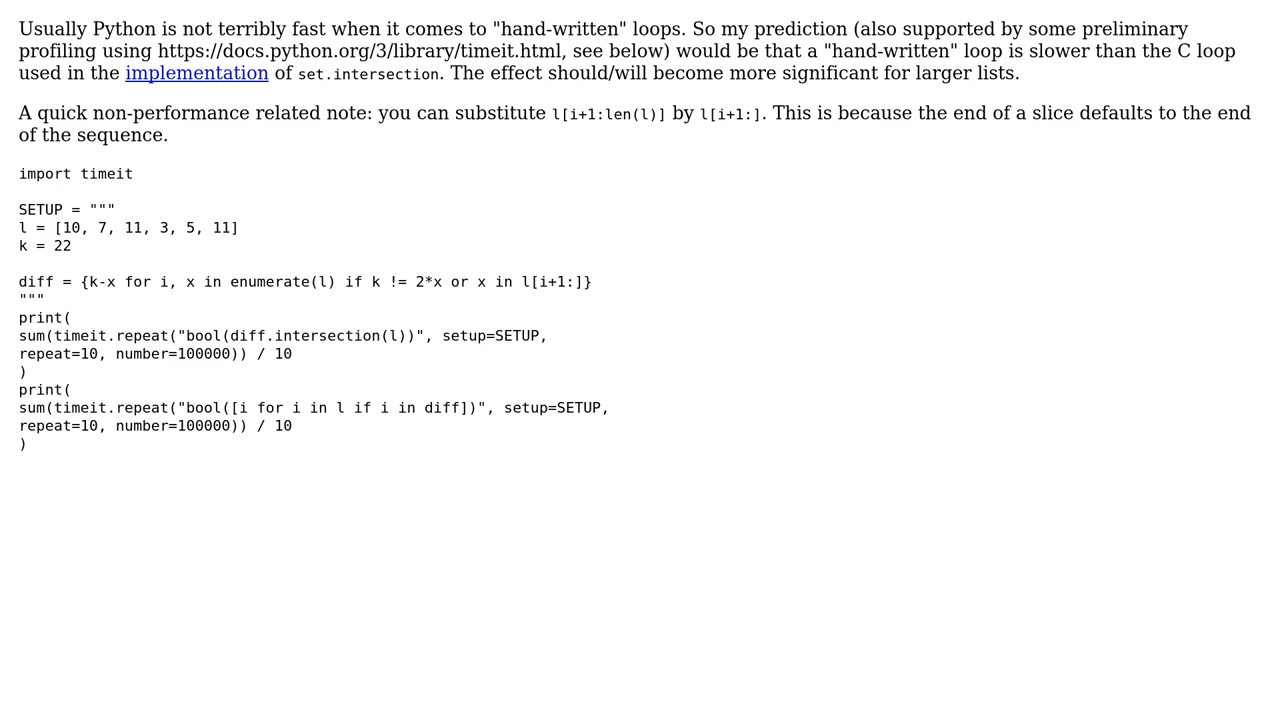 Usually Python is not terribly fast when it comes to "hand-written" loops. So my prediction (also supported by some preliminary
profiling using https://docs.python.org/3/library/timeit.html, see below) would be that a "hand-written" loop is slower than the C loop
used in the implementation of set.intersection. The effect should/will become more significant for larger lists.
A quick non-performance related note: you can substitute l[i+1:len(l)] by l[i+1:]. This is because the end of a slice defaults to the end
of the sequence.
import timeit
SETUP = """
l = [10, 7, 11, 3, 5, 11]
k = 22
diff = {k-x for i, x in enumerate(l) if k != 2*x or x in l[i+1:]}
"""
print(
sum(timeit.repeat("bool(diff.intersection(l))", setup=SETUP,
repeat=10, number=100000)) / 10
)
print(
sum(timeit.repeat("bool([i for i in l if i in diff])", setup=SETUP,
repeat=10, number=100000)) / 10
)